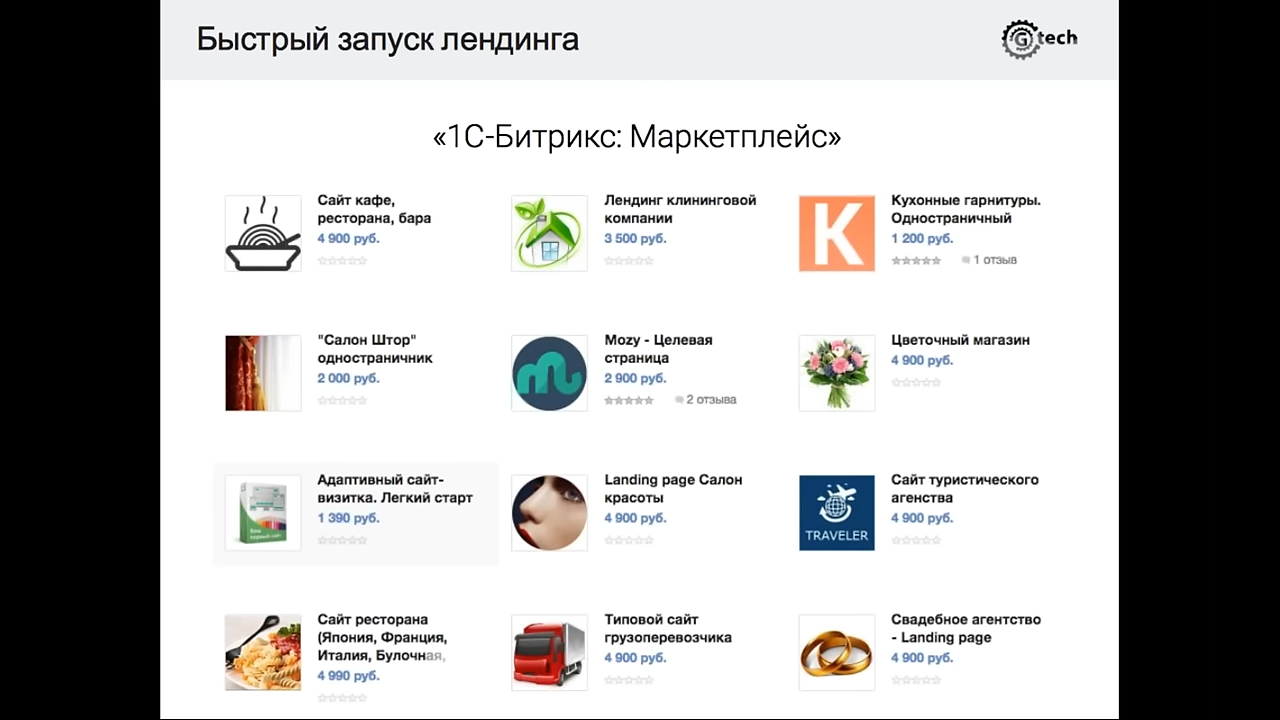 Быстрый запуск лендинга
G tech
«1С-Битрикс: Маркетплейс»
Сайт кафе,
ресторана, бара
4 900 руб.
Лендинг клининговой
компании
3 500 руб.
K
Кухонные гарнитуры.
Одностраничный
1 200 руб.
1 отзыв
"Салон Штор"
одностраничник
2 000 руб.
m
Mozy - Целевая
страница
2 900 руб.
2 отзыва
Цветочный магазин
4 900 руб.
Адаптивный сайт-
визитка. Легкий старт
1 390 руб.
Landing page Салон
красоты
4 900 руб.
TRAVELER
Сайт туристического
агенства
4 900 руб.
Сайт ресторана
(Япония, Франция,
Италия, Булочная,
4 990 руб.
Типовой сайт
грузоперевозчика
4 900 руб.
Свадебное агентство
- Landing page
4 900 руб.